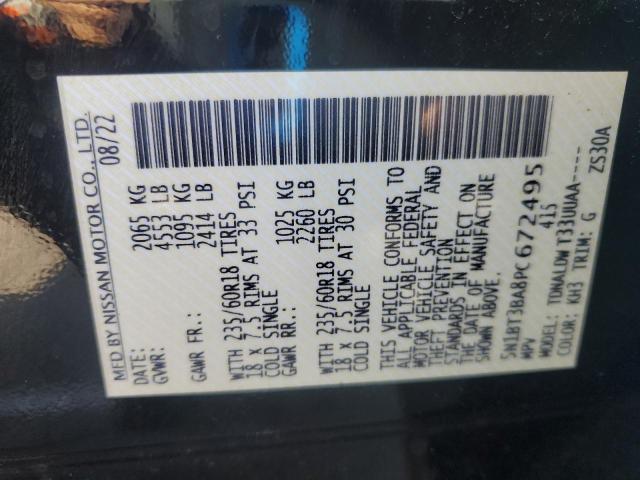 MFD BY NISSAN MOTOR CO., LTD.
DATE: 08/22
GVWR: 2065 KG
4553 LB
GAWR FR.: 1095 KG
2414 LB
WITH 235/60R18 TIRES
18 X 7.5 RIMS AT 33 PSI
COLD SINGLE
GAWR RR.: 1025 KG
2260 LB
WITH 235/60R18 TIRES
18 X 7.5 RIMS AT 30 PSI
COLD SINGLE
THIS VEHICLE CONFORMS TO
ALL APPLICABLE FEDERAL
MOTOR VEHICLE SAFETY AND
THEFT PREVENTION
STANDARDS IN EFFECT ON
THE DATE OF MANUFACTURE
SHOWN ABOVE.
5N1BT3BA8PC672495
MPV 415
MODEL: TDNALDW T33UUAA----
COLOR: KH3 TRIM: G ZS30A